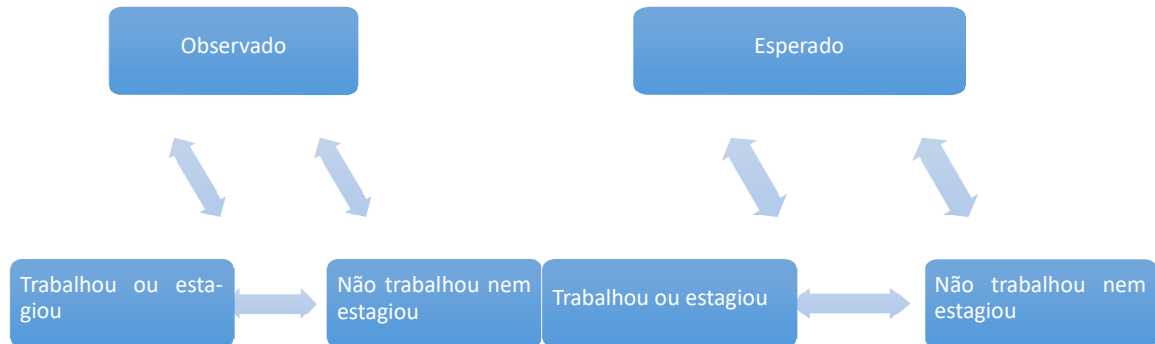 Observado
Esperado
Trabalhou ou esta-
giou
Não trabalhou nem
estagiou
Trabalhou ou estagiou
Não trabalhou nem
estagiou